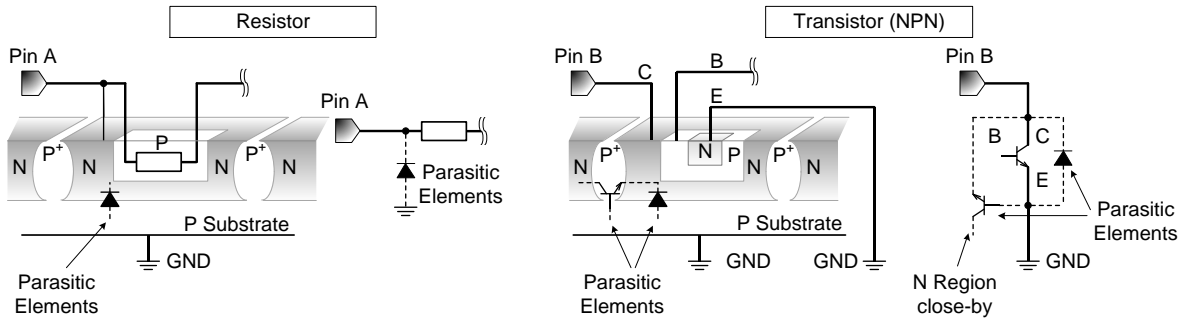 Resistor
Pin A
N
P+
N
P
N
P+
N
P Substrate
GND
Parasitic
Elements
Pin A
Parasitic
Elements
Transistor (NPN)
Pin B
C
B
E
N
P+
N
N
P
N
P+
N
P Substrate
GND
GND
Parasitic
Elements
Pin B
B
C
E
Parasitic
Elements
GND
N Region
close-by